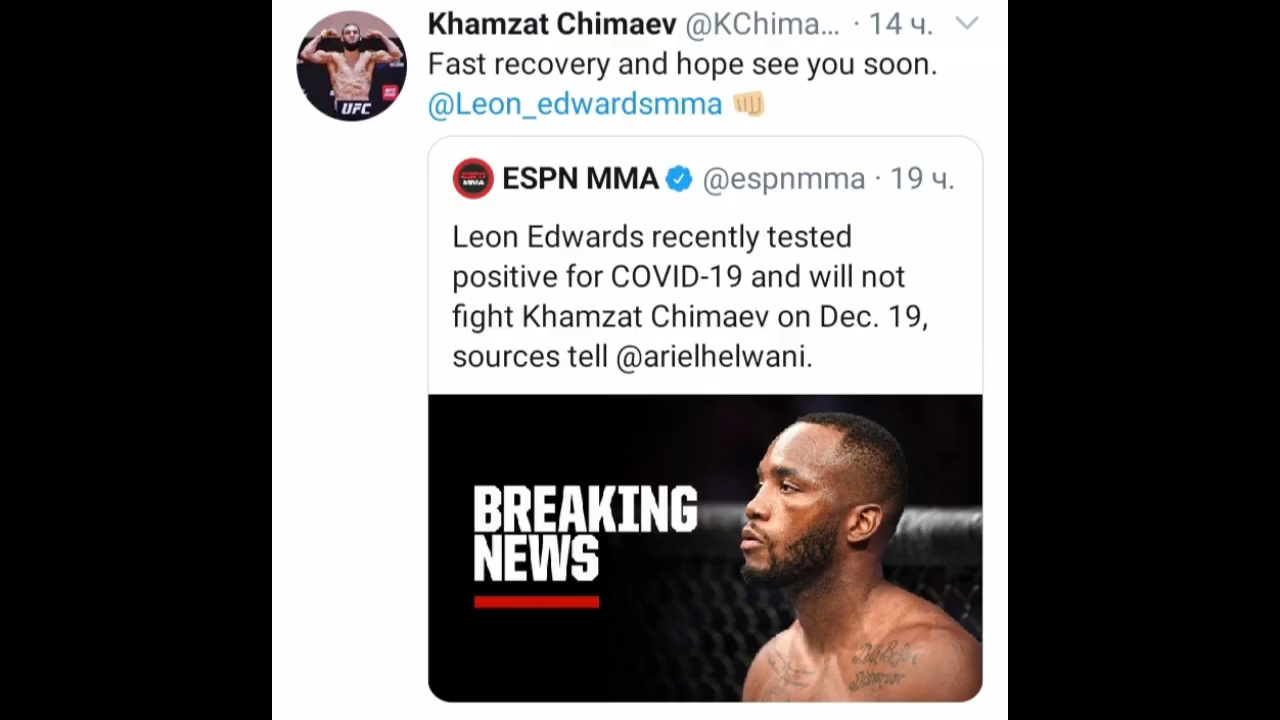 Khamzat Chimaev @KChima... · 14 ч.
Fast recovery and hope see you soon.
@Leon_edwardsmma 👊🏼
UFC
ESPN MMA @espnmma · 19 ч.
Leon Edwards recently tested
positive for COVID-19 and will not
fight Khamzat Chimaev on Dec. 19,
sources tell @arielhelwani.
BREAKING
NEWS